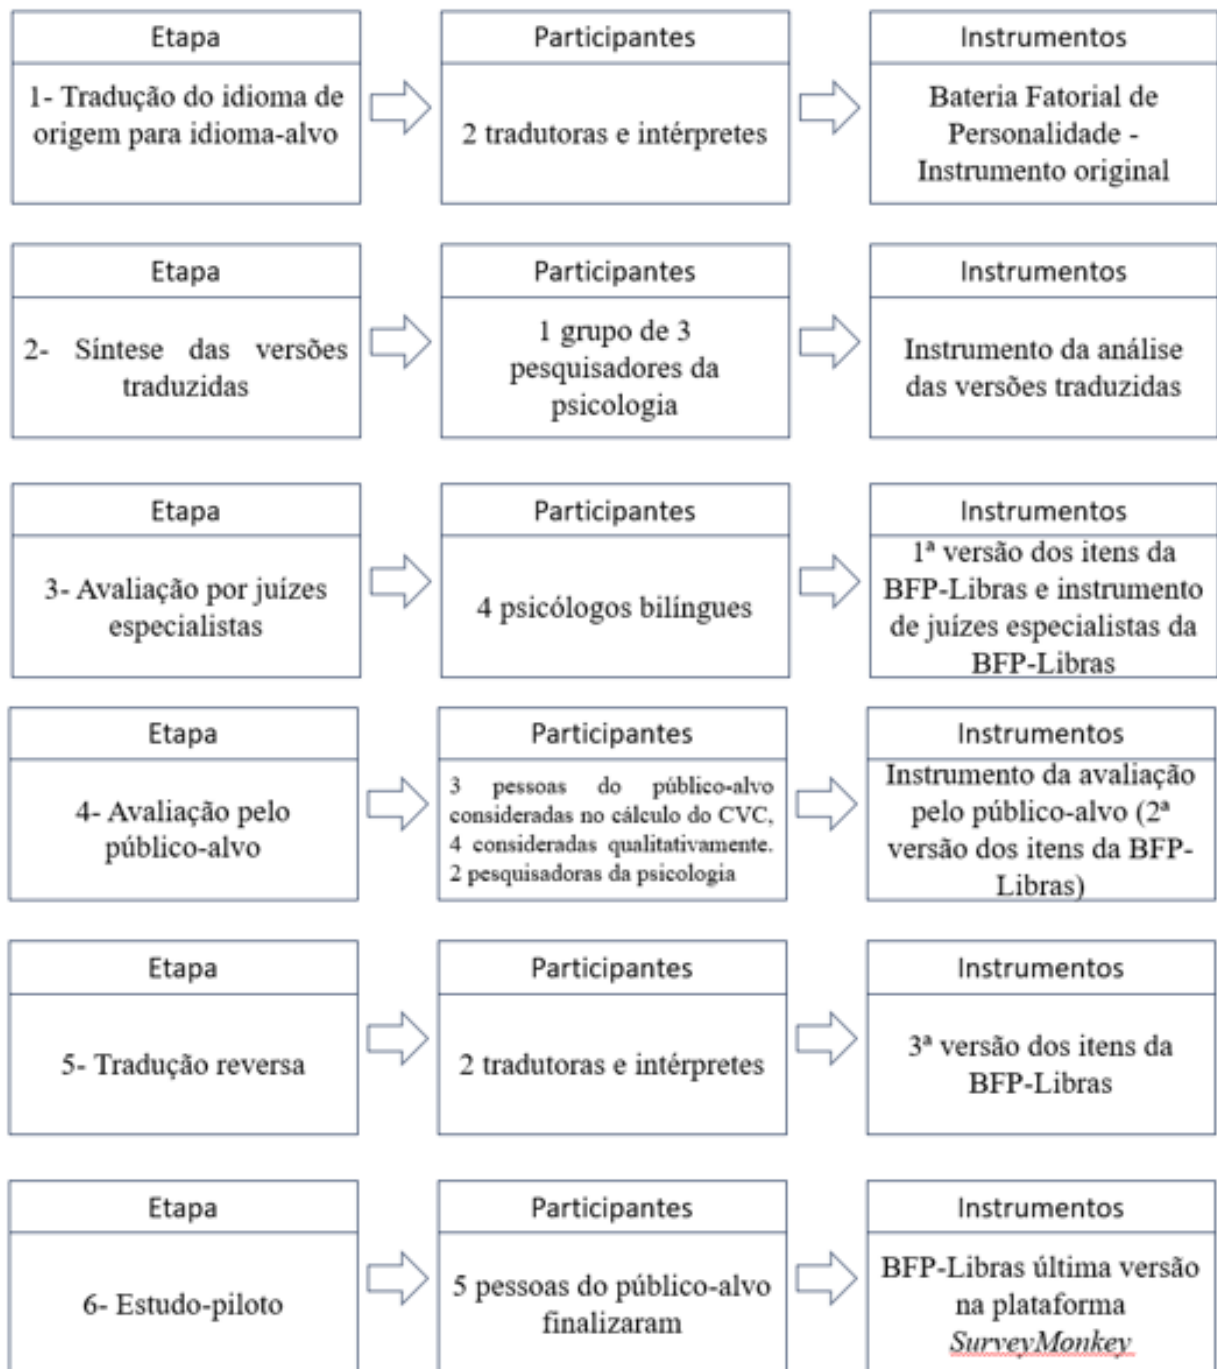 Etapa
Participantes
Instrumentos
1- Tradução do idioma de
origem para idioma-alvo
2 tradutoras e intérpretes
Bateria Fatorial de
Personalidade -
Instrumento original
Etapa
Participantes
Instrumentos
2- Síntese das versões
traduzidas
1 grupo de 3
pesquisadores da
psicologia
Instrumento da análise
das versões traduzidas
Etapa
Participantes
Instrumentos
3- Avaliação por juízes
especialistas
4 psicólogos bilíngues
1ª versão dos itens da
BFP-Libras e instrumento
de juízes especialistas da
BFP-Libras
Etapa
Participantes
Instrumentos
4- Avaliação pelo
público-alvo
3 pessoas do público-alvo
consideradas no cálculo do CVC,
4 consideradas qualitativamente.
2 pesquisadoras da psicologia
Instrumento da avaliação
pelo público-alvo (2ª
versão dos itens da BFP-
Libras)
Etapa
Participantes
Instrumentos
5- Tradução reversa
2 tradutoras e intérpretes
3ª versão dos itens da
BFP-Libras
Etapa
Participantes
Instrumentos
6- Estudo-piloto
5 pessoas do público-alvo
finalizaram
BFP-Libras última versão
na plataforma
SurveyMonkey